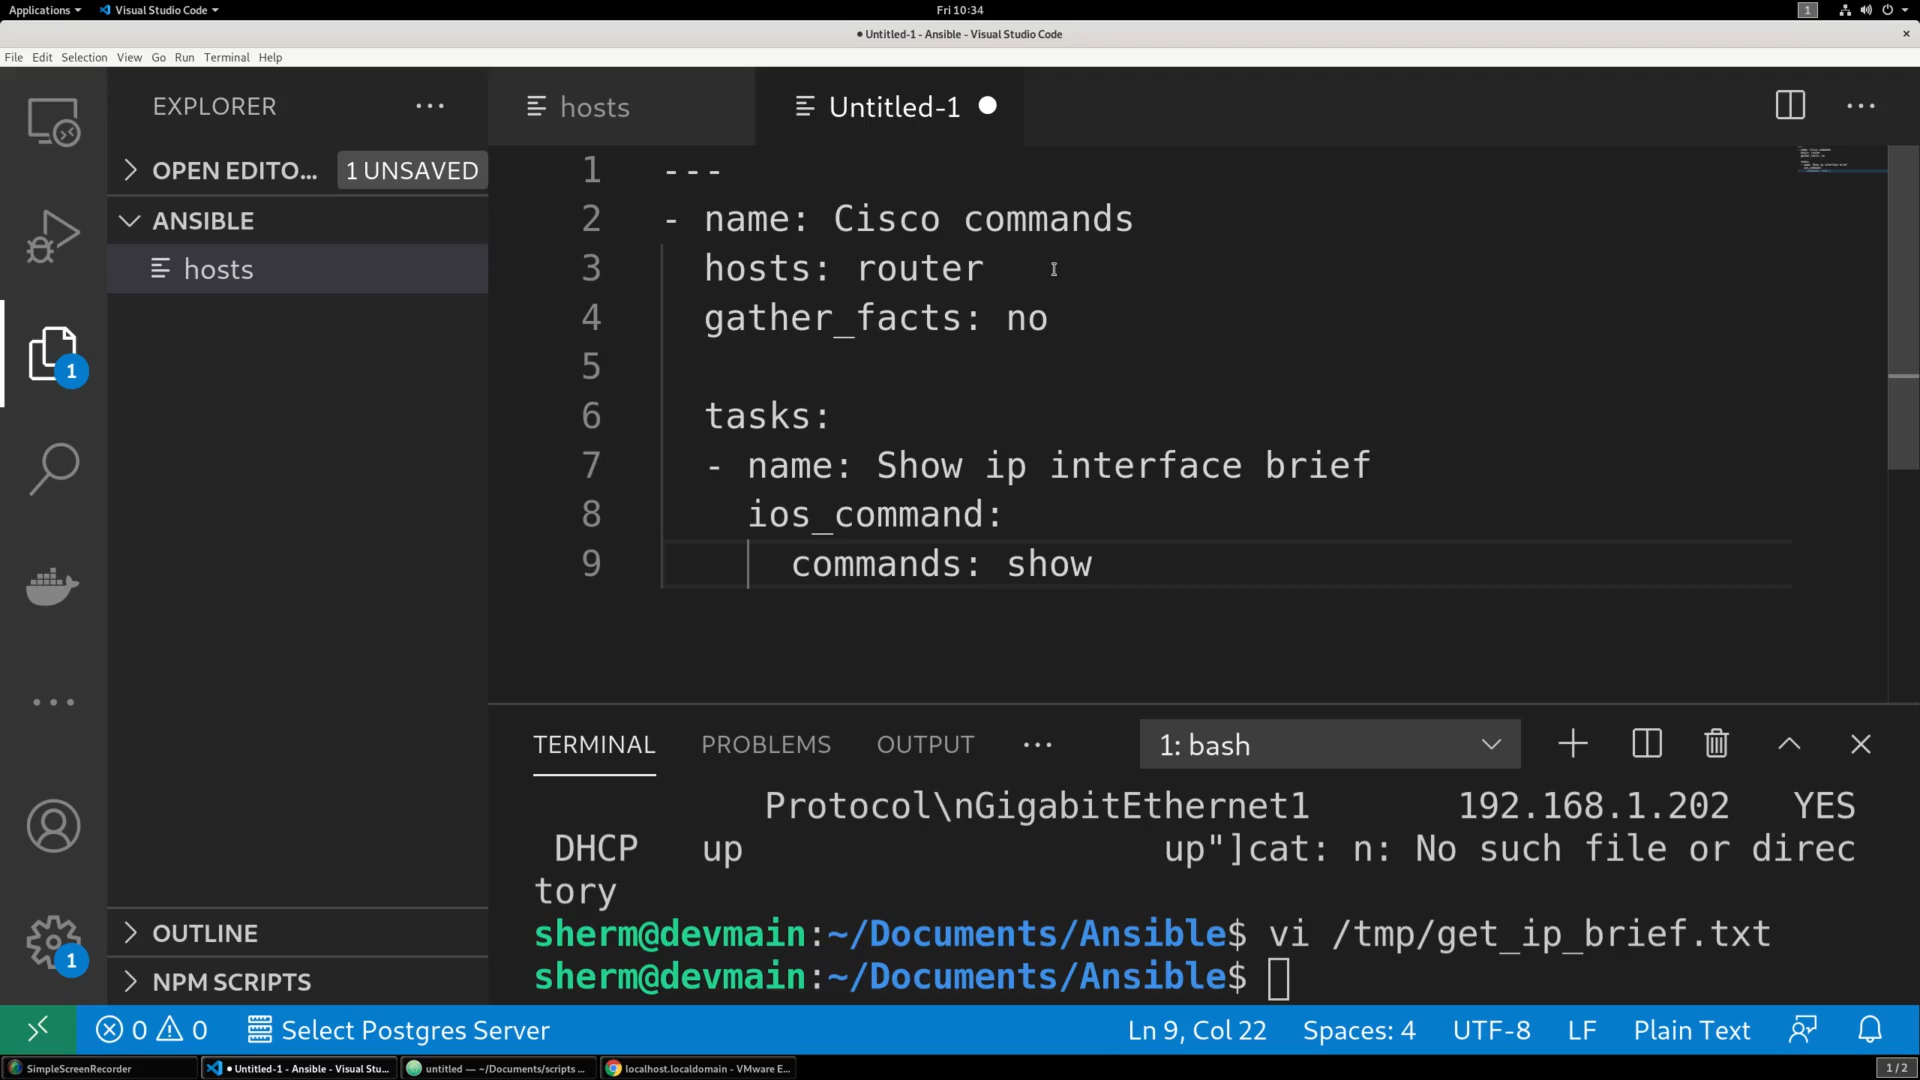 Applications
Visual Studio Code
Fri 10:34
1
● Untitled-1 - Ansible - Visual Studio Code
File Edit Selection View Go Run Terminal Help
EXPLORER
OPEN EDITO... 1 UNSAVED
ANSIBLE
hosts
OUTLINE
NPM SCRIPTS
1
1
hosts
Untitled-1
1 ---
2 - name: Cisco commands
3 hosts: router
4 gather_facts: no
5
6 tasks:
7 - name: Show ip interface brief
8 ios_command:
9 commands: show
TERMINAL PROBLEMS OUTPUT ··· 1: bash
Protocol\nGigabitEthernet1 192.168.1.202 YES
DHCP up up"]cat: n: No such file or direc
tory
sherm@devmain:~/Documents/Ansible$ vi /tmp/get_ip_brief.txt
sherm@devmain:~/Documents/Ansible$
0 0 Select Postgres Server Ln 9, Col 22 Spaces: 4 UTF-8 LF Plain Text
SimpleScreenRecorder
● Untitled-1 - Ansible - Visual Stu...
untitled — ~/Documents/scripts ...
localhost.localdomain - VMware E...
1 / 2